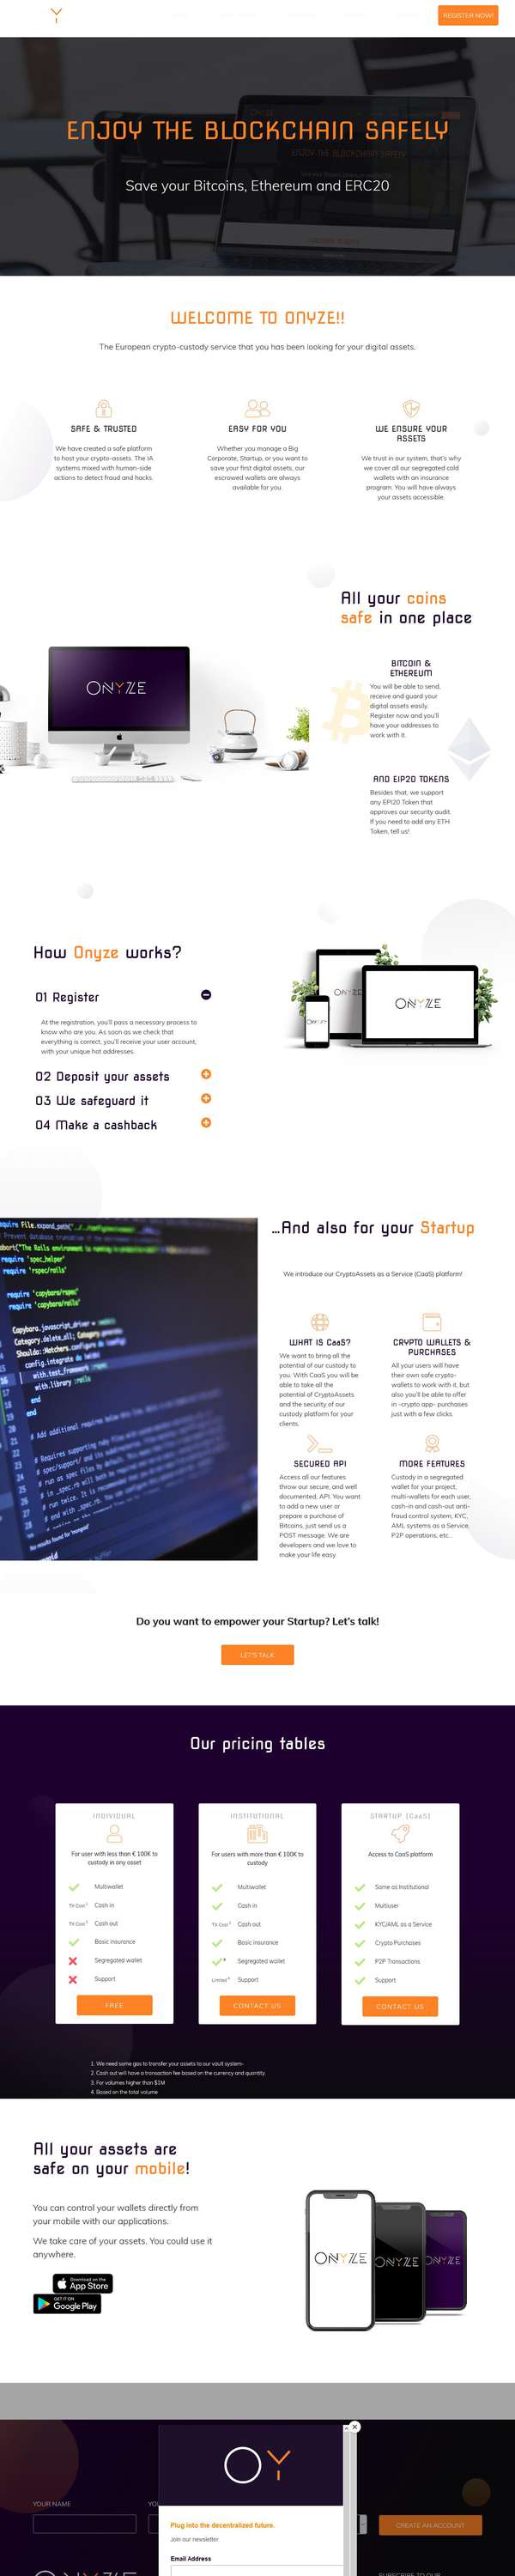 REGISTER NOW!
ENJOY THE BLOCKCHAIN SAFELY
Save your Bitcoins, Ethereum and ERC20
WELCOME TO ONYZE!!
The European crypto-custody service that you has been looking for your digital assets.
SAFE & TRUSTED
We have created a safe platform
to host your crypto-assets. The IA
systems mixed with human-side
actions to detect fraud and hacks.
EASY FOR YOU
Whether you manage a Big
Corporate, Startup, or you want to
save your first digital assets, our
escrowed wallets are always
available for you.
WE ENSURE YOUR
ASSETS
We trust in our system, that's why
we cover all our segregated cold
wallets with an insurance
program. You will have always
your assets accessible.
All your coins
safe in one place
ONYZE
BITCOIN &
ETHEREUM
You will be able to send,
receive and guard your
digital assets easily.
Register now and you'll
have your addresses to
work with it.
AND EIP20 TOKENS
Besides that, we support
any EPI20 Token that
approves our security audit.
If you need to add any ETH
Token, tell us!
How Onyze works?
01 Register
At the registration, you'll pass a necessary process to
know who are you. As soon as we check that
everything is correct, you'll receive your user account,
with your unique hot addresses.
02 Deposit your assets
03 We safeguard it
04 Make a cashback
ONYZE
...And also for your Startup
We introduce our CryptoAssets as a Service (CaaS) platform!
WHAT IS CaaS?
We want to bring all the
potential of our custody to
you. With CaaS you will be
able to take all the
potential of CryptoAssets
and the security of our
custody platform for your
clients.
CRYPTO WALLETS &
PURCHASES
All your users will have
their own safe crypto-
wallets to work with it, but
also you'll be able to offer
in -crypto app- purchases
just with a few clicks.
SECURED API
Access all our features
throw our secure, and well
documented, API. You want
to add a new user or
prepare a purchase of
Bitcoins, just send us a
POST message. We are
developers and we love to
make your life easy
MORE FEATURES
Custody in a segregated
wallet for your project,
multi-wallets for each user,
cash-in and cash-out anti-
fraud control system, KYC,
AML systems as a Service,
P2P operations, etc...
Do you want to empower your Startup? Let's talk!
LET'S TALK
Our pricing tables
INDIVIDUAL
For user with less than € 100K to
custody in any asset
Multiwallet
TX Cost 1 Cash in
TX Cost 2 Cash out
Basic insurance
Segregated wallet
Support
FREE
INSTITUTIONAL
For users with more than € 100K to
custody
Multiwallet
Cash in
TX Cost 2 Cash out
Basic insurance
Segregated wallet
Limited 4 Support
CONTACT US
STARTUP (CaaS)
Access to CaaS platform
Same as Institutional
Multiuser
KYC/AML as a Service
Crypto Purchases
P2P Transactions
Support
CONTACT US
1. We need some gas to transfer your assets to our vault system-
2. Cash out will have a transaction fee based on the currency and quantity.
3. For volumes higher than $1M
4. Based on the total volume
All your assets are
safe on your mobile!
You can control your wallets directly from
your mobile with our applications.
We take care of your assets. You could use it
anywhere.
Download on the
App Store
GET IT ON
Google Play
ONYZE
ONYZE
ONYZE
YOUR NAME
CREATE AN ACCOUNT
OY
Plug into the decentralized future.
Join our newsletter.
Email Address
SUBSCRIBE TO OUR